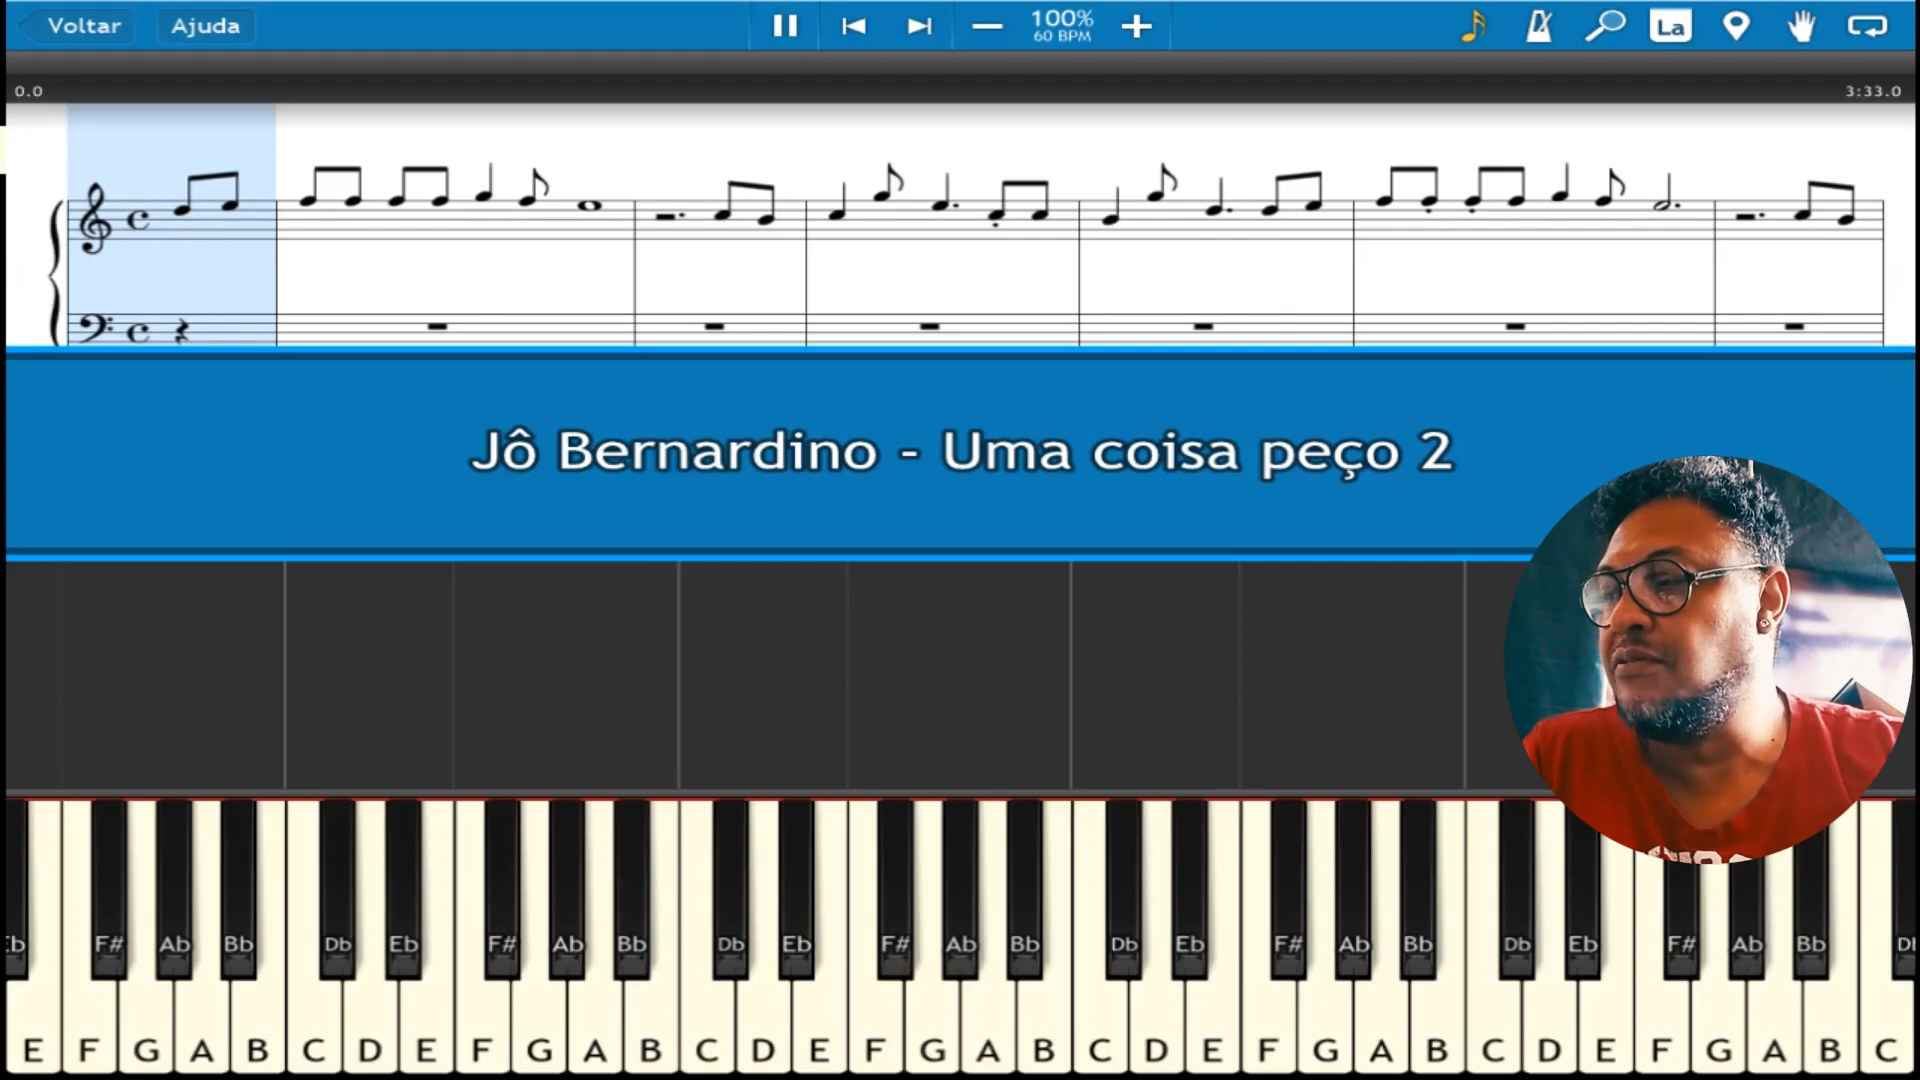 Voltar Ajuda 100% La
60 BPM
0.0 3:33.0
Jô Bernardino - Uma coisa peço 2
Eb F# Ab Bb Db Eb F# Ab Bb Db Eb F# Ab Bb Db Eb F# Ab Bb Db Eb F# Ab Bb
E F G A B C D E F G A B C D E F G A B C D E F G A B C D E F G A B C